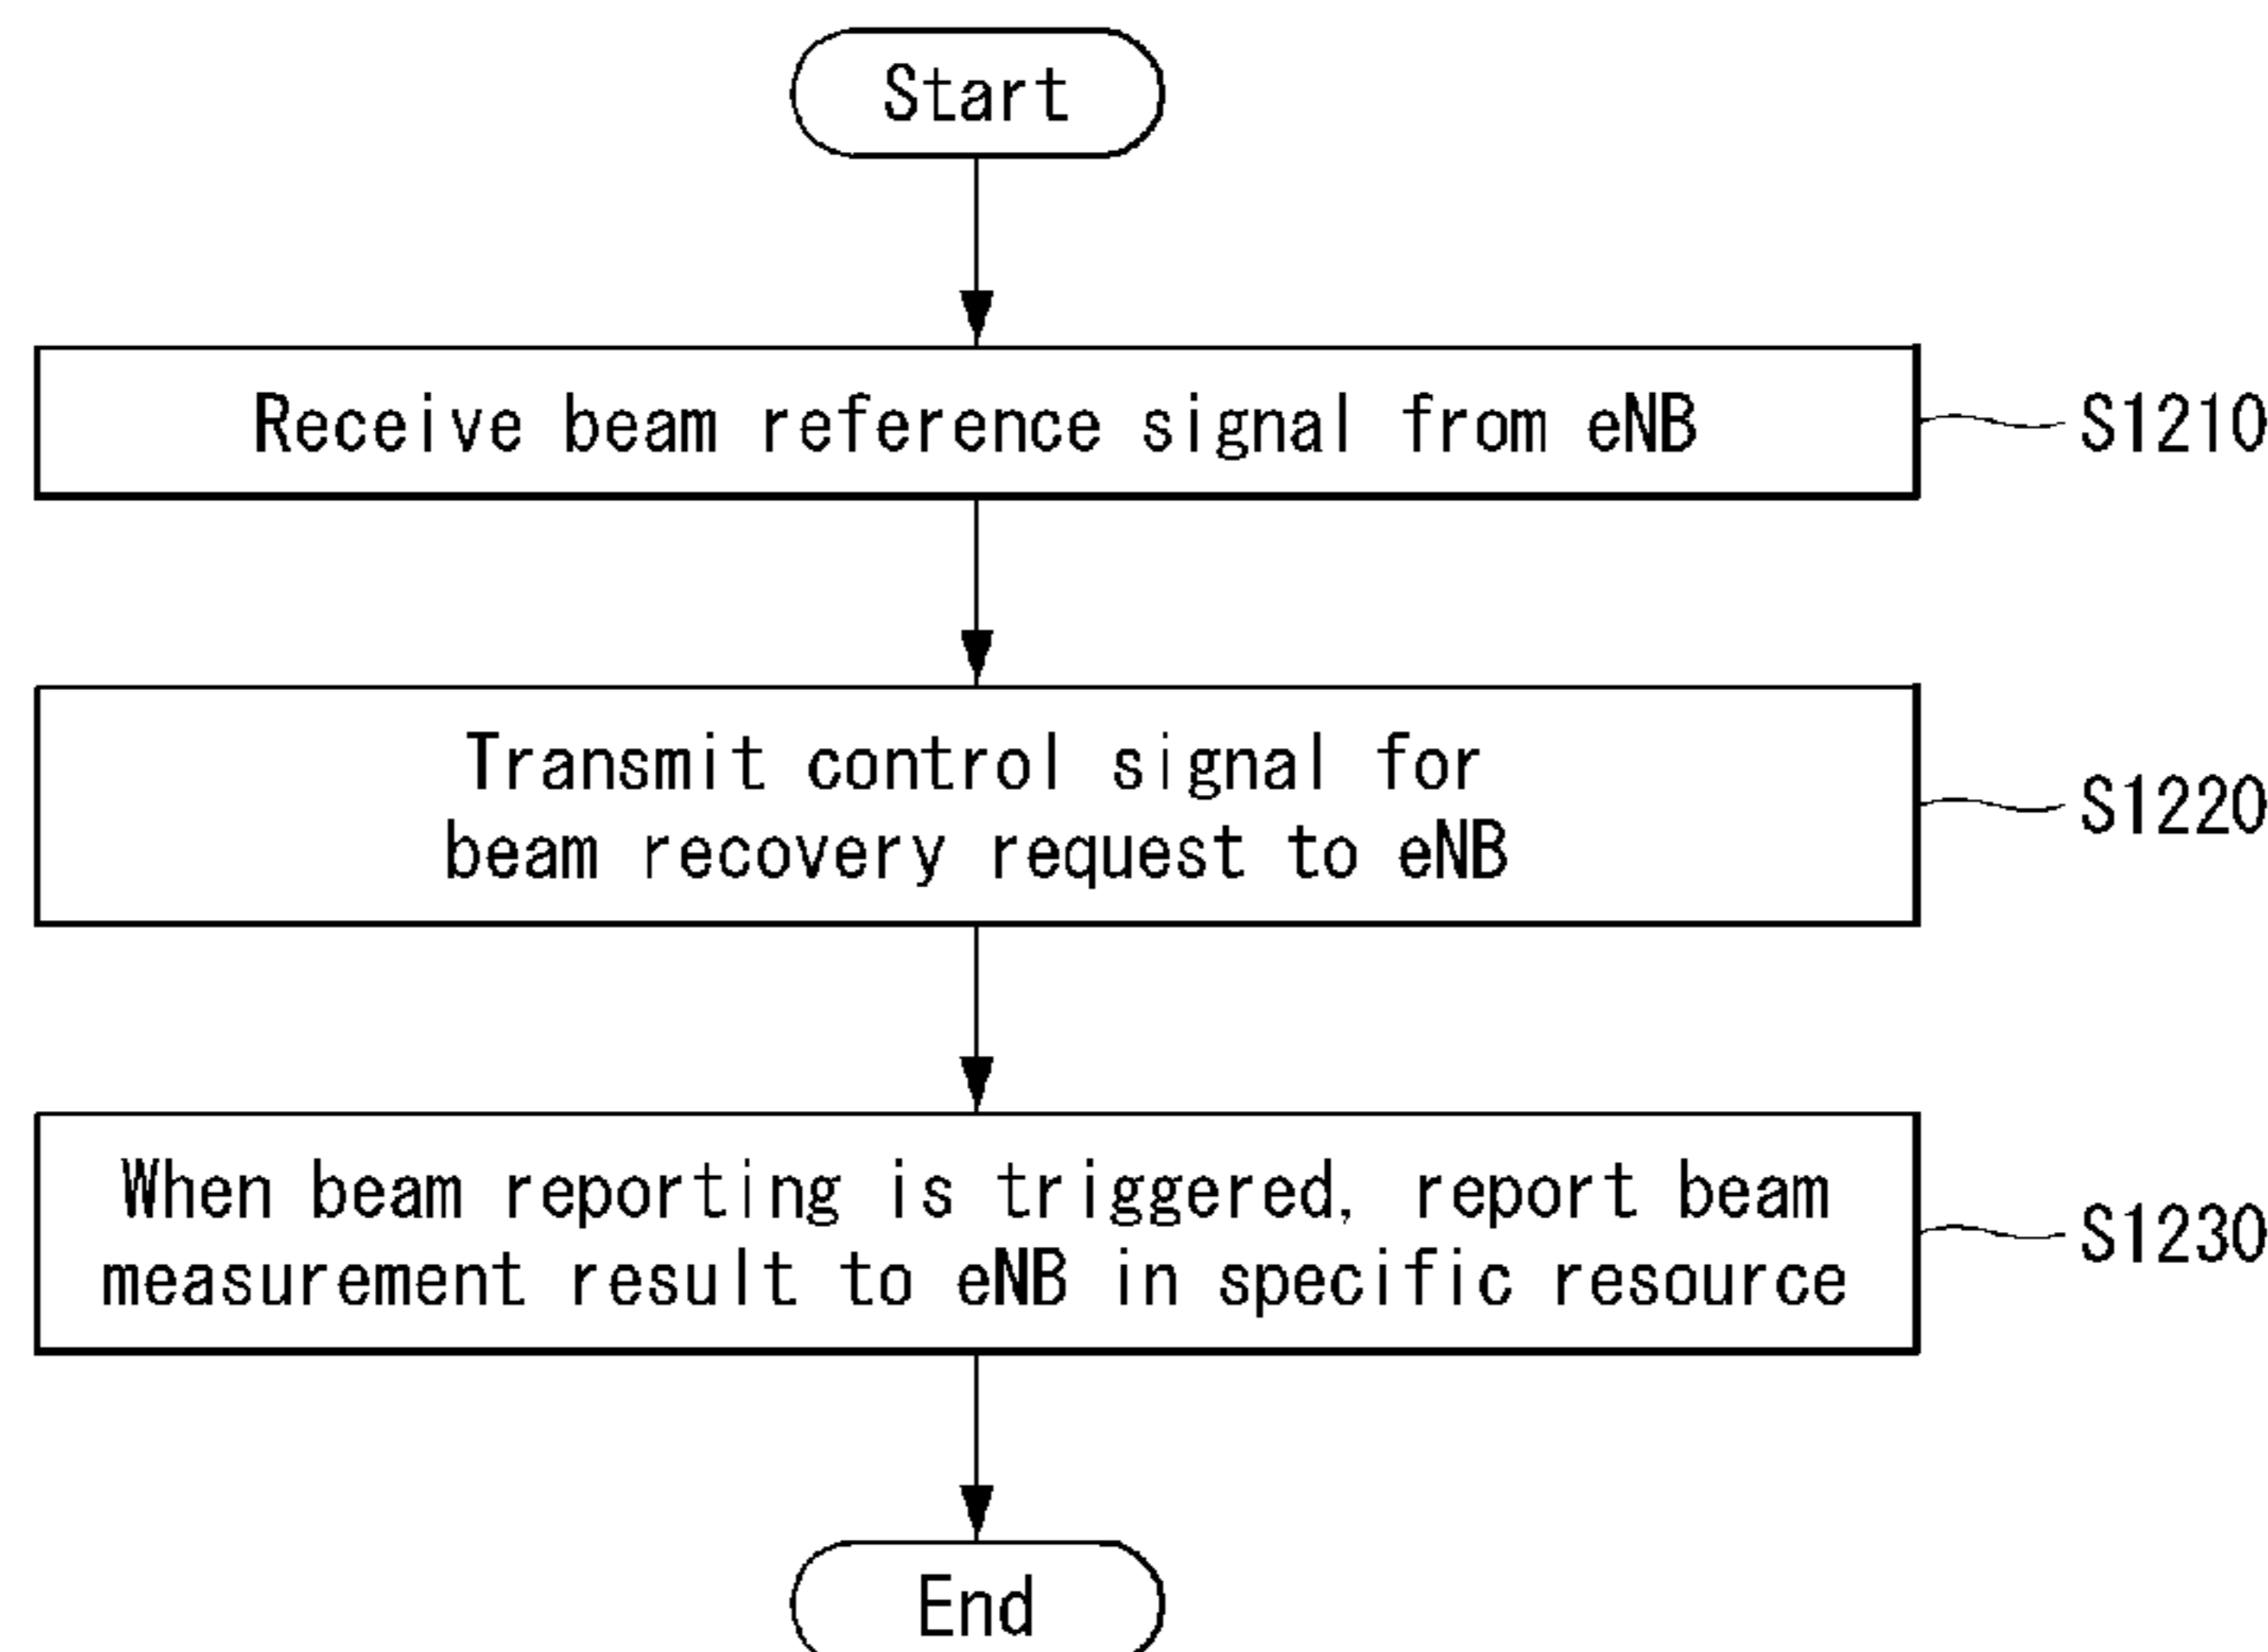 Start
Receive beam reference signal from eNB
S1210
Transmit control signal for
beam recovery request to eNB
S1220
When beam reporting is triggered, report beam
measurement result to eNB in specific resource
S1230
End